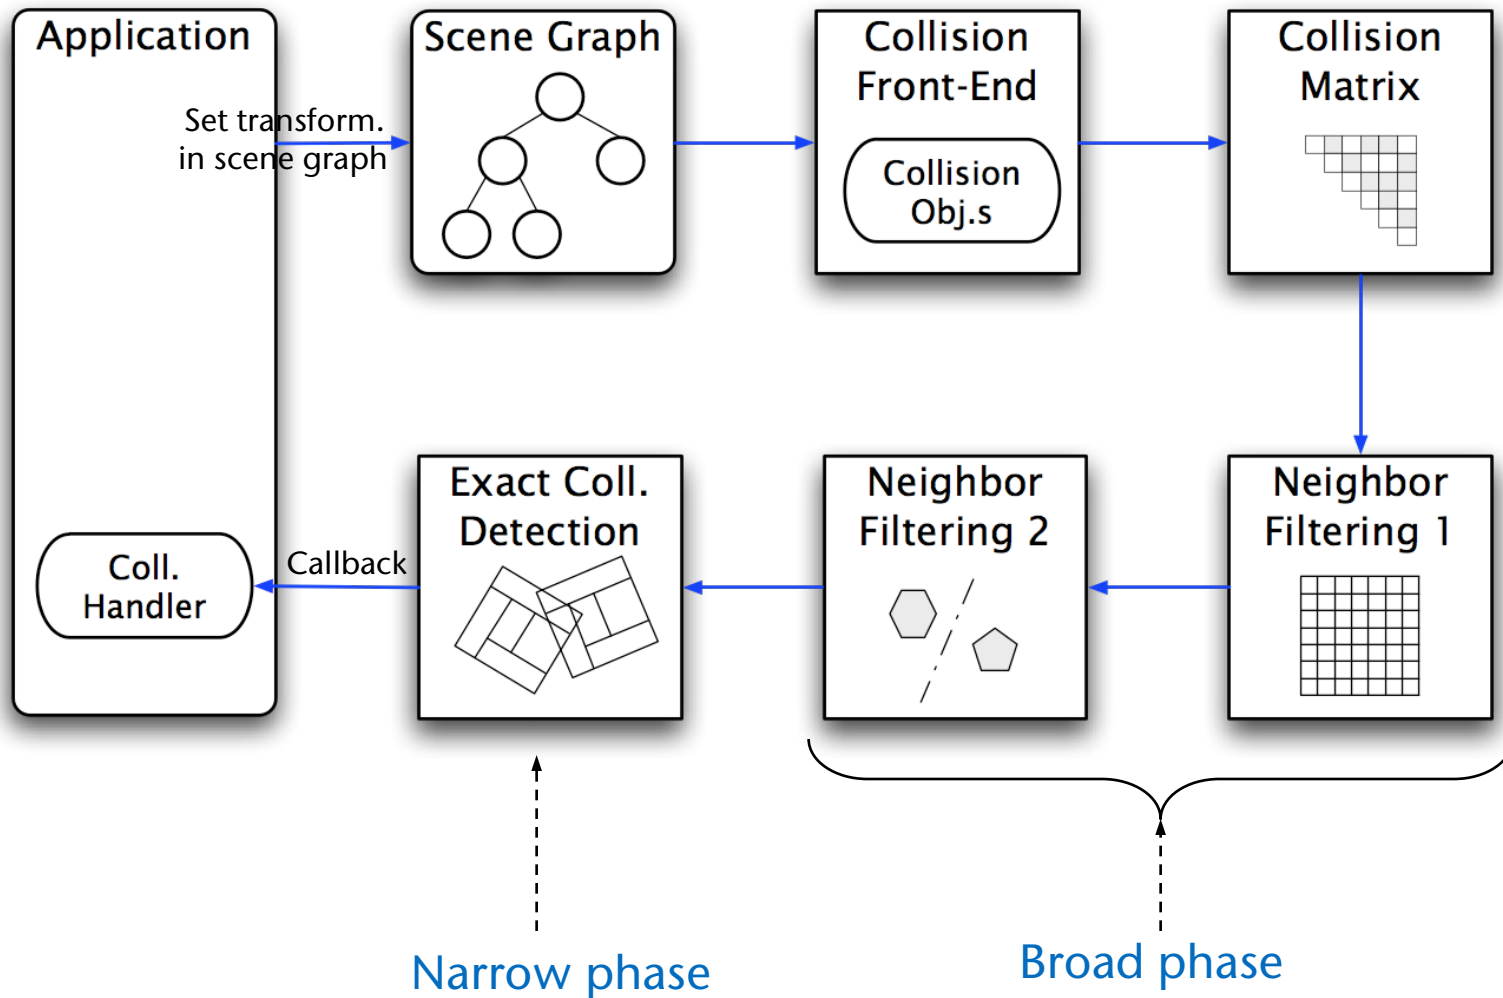 Application
Set transform.
in scene graph
Scene Graph
Collision
Front-End
Collision
Obj.s
Collision
Matrix
Coll.
Handler
Callback
Exact Coll.
Detection
Neighbor
Filtering 2
Neighbor
Filtering 1
Narrow phase
Broad phase